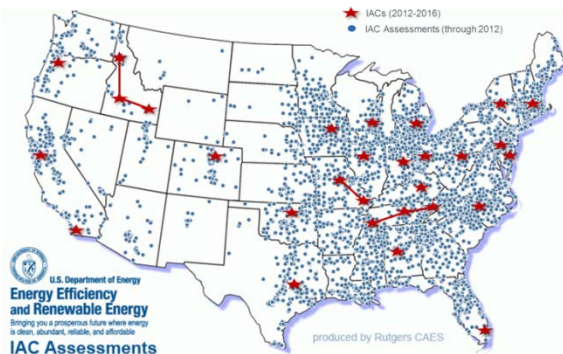 IACs (2012-2016)
IAC Assessments (through 2012)
U.S. Department of Energy
Energy Efficiency
and Renewable Energy
Bringing you a prosperous future where energy
is clean, abundant, reliable, and affordable
IAC Assessments
produced by Rutgers CAES